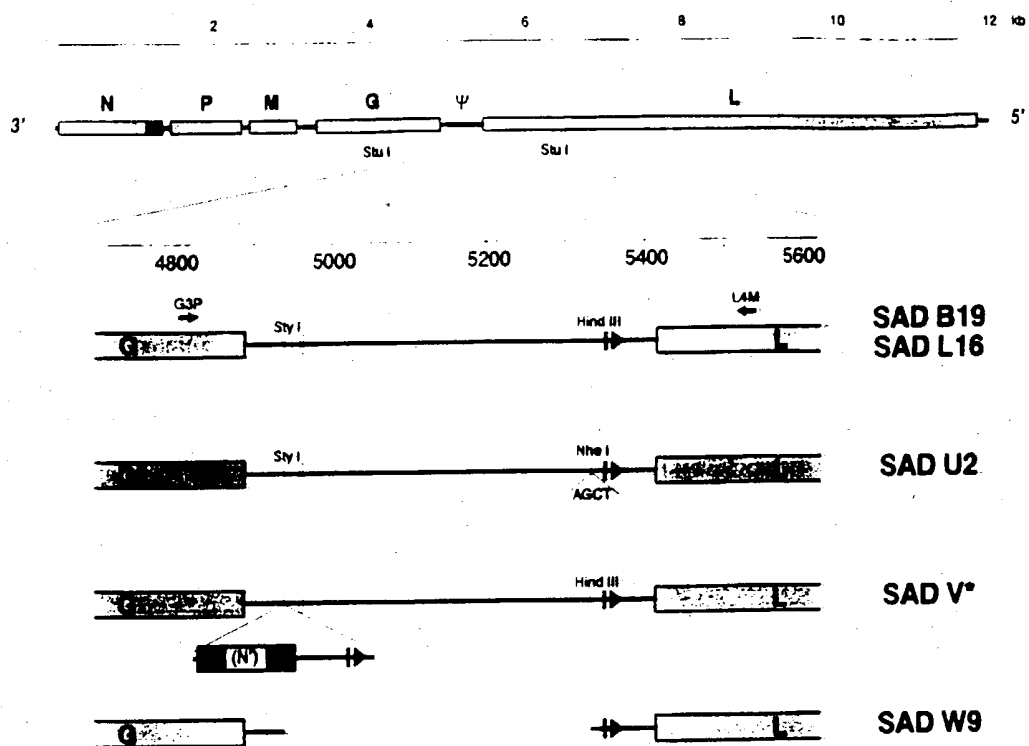 2 4 6 8 10 12 kb
N P M G Ψ L
3' 5'
Stu I Stu I
4800 5000 5200 5400 5600
G3P L4M
Sty I Hind III
G L
SAD B19
SAD L16
Sty I Nhe I
G L
AGCT
SAD U2
Hind III
G L
SAD V*
(N')
G L
SAD W9